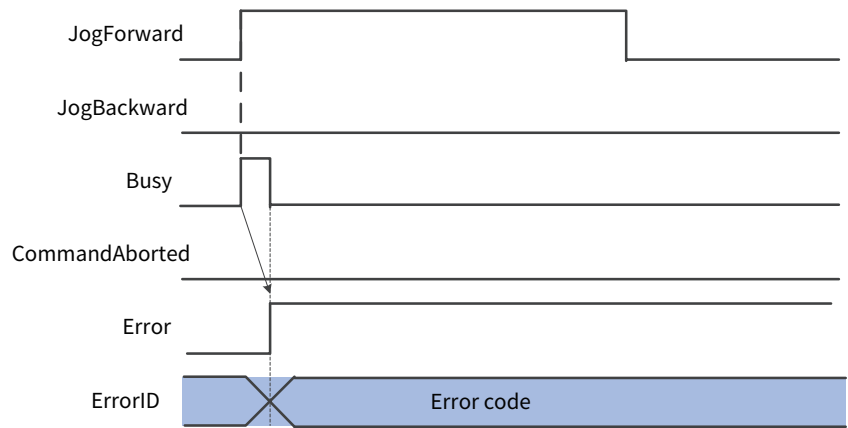 JogForward
JogBackward
Busy
CommandAborted
Error
ErrorID
Error code